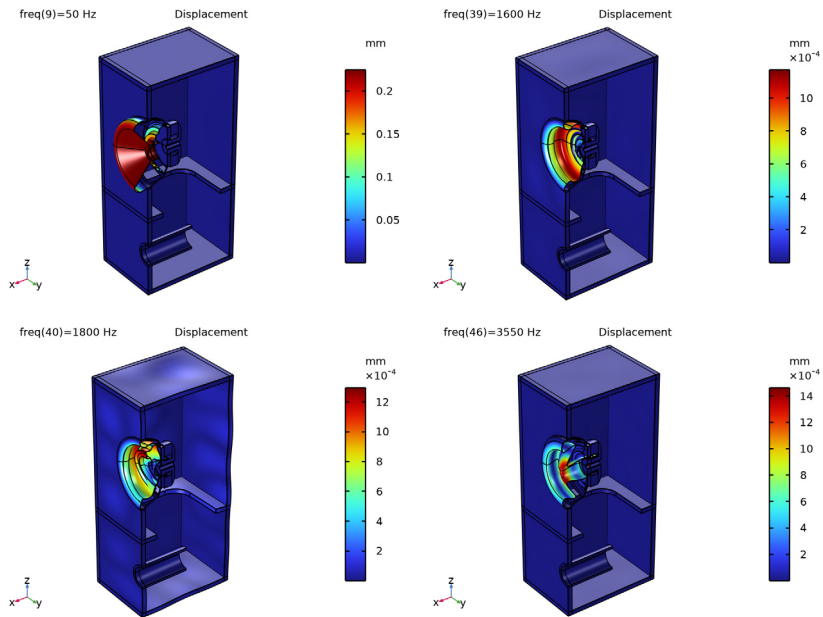 freq(9)=50 Hz Displacement
mm
0.2
0.15
0.1
0.05
z
x y
freq(39)=1600 Hz Displacement
mm
×10⁻⁴
10
8
6
4
2
z
x y
freq(40)=1800 Hz Displacement
mm
×10⁻⁴
12
10
8
6
4
2
z
x y
freq(46)=3550 Hz Displacement
mm
×10⁻⁴
14
12
10
8
6
4
2
z
x y